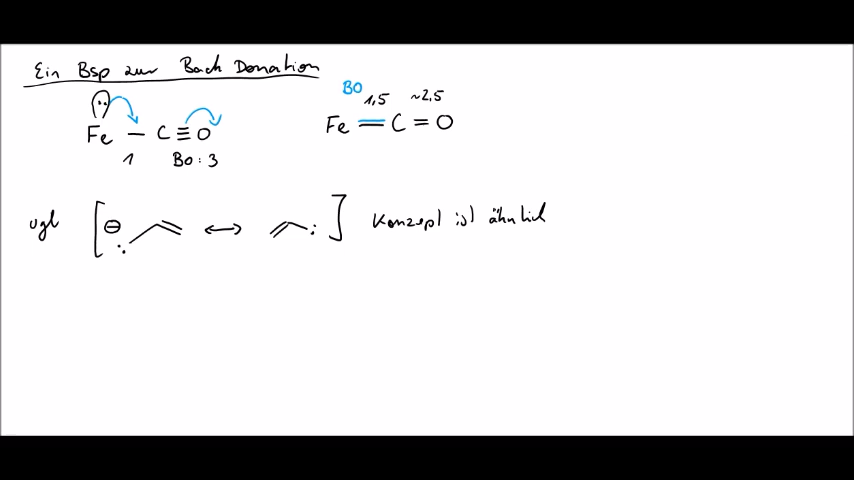 Ein Bsp zur Back Donation
BO
1,5 ~2,5
Fe — C ≡ O
Fe = C = O
1 BO : 3
vgl [ ⊖ : ↔ : ] Konzept ist ähnlich